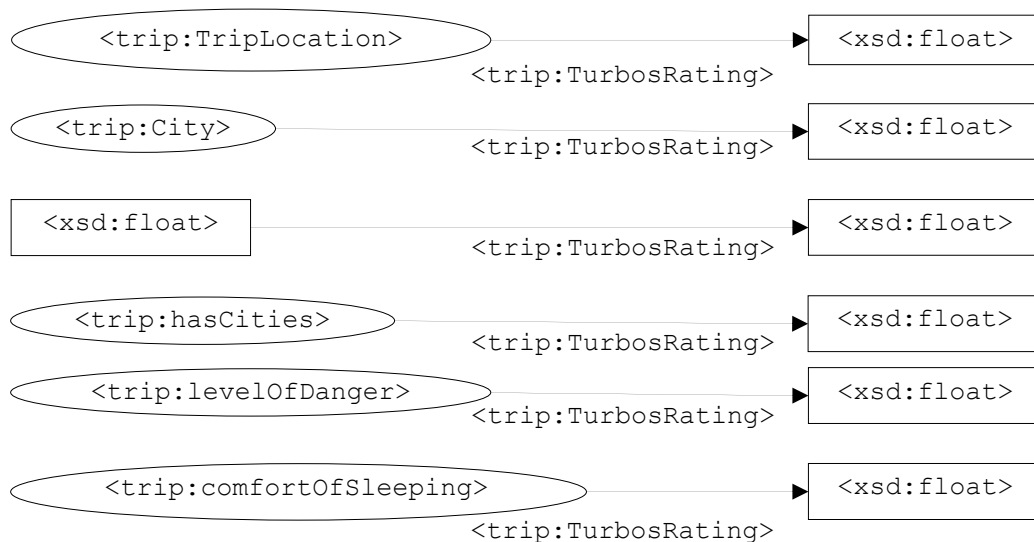 <trip:TripLocation> <xsd:float>
<trip:TurbosRating>
<trip:City> <xsd:float>
<trip:TurbosRating>
<xsd:float> <xsd:float>
<trip:TurbosRating>
<trip:hasCities> <xsd:float>
<trip:TurbosRating>
<trip:levelOfDanger> <xsd:float>
<trip:TurbosRating>
<trip:comfortOfSleeping> <xsd:float>
<trip:TurbosRating>